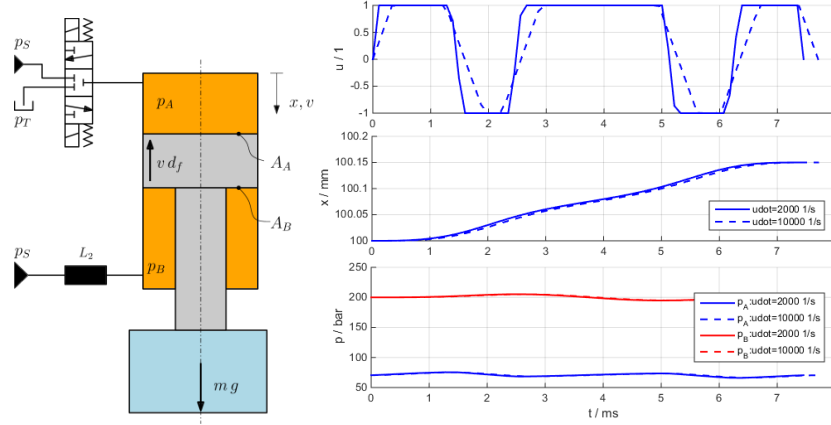 p_S
p_T
p_A
x, v
v d_f
A_A
A_B
p_S
L_2
p_B
m g
u / 1
1
0.5
0
-0.5
-1
0 1 2 3 4 5 6 7
t / ms
x / mm
100.2
100.15
100.1
100.05
100
udot=2000 1/s
udot=10000 1/s
0 1 2 3 4 5 6 7
t / ms
p / bar
250
200
150
100
50
p_A:udot=2000 1/s
p_A:udot=10000 1/s
p_B:udot=2000 1/s
p_B:udot=10000 1/s
0 1 2 3 4 5 6 7
t / ms